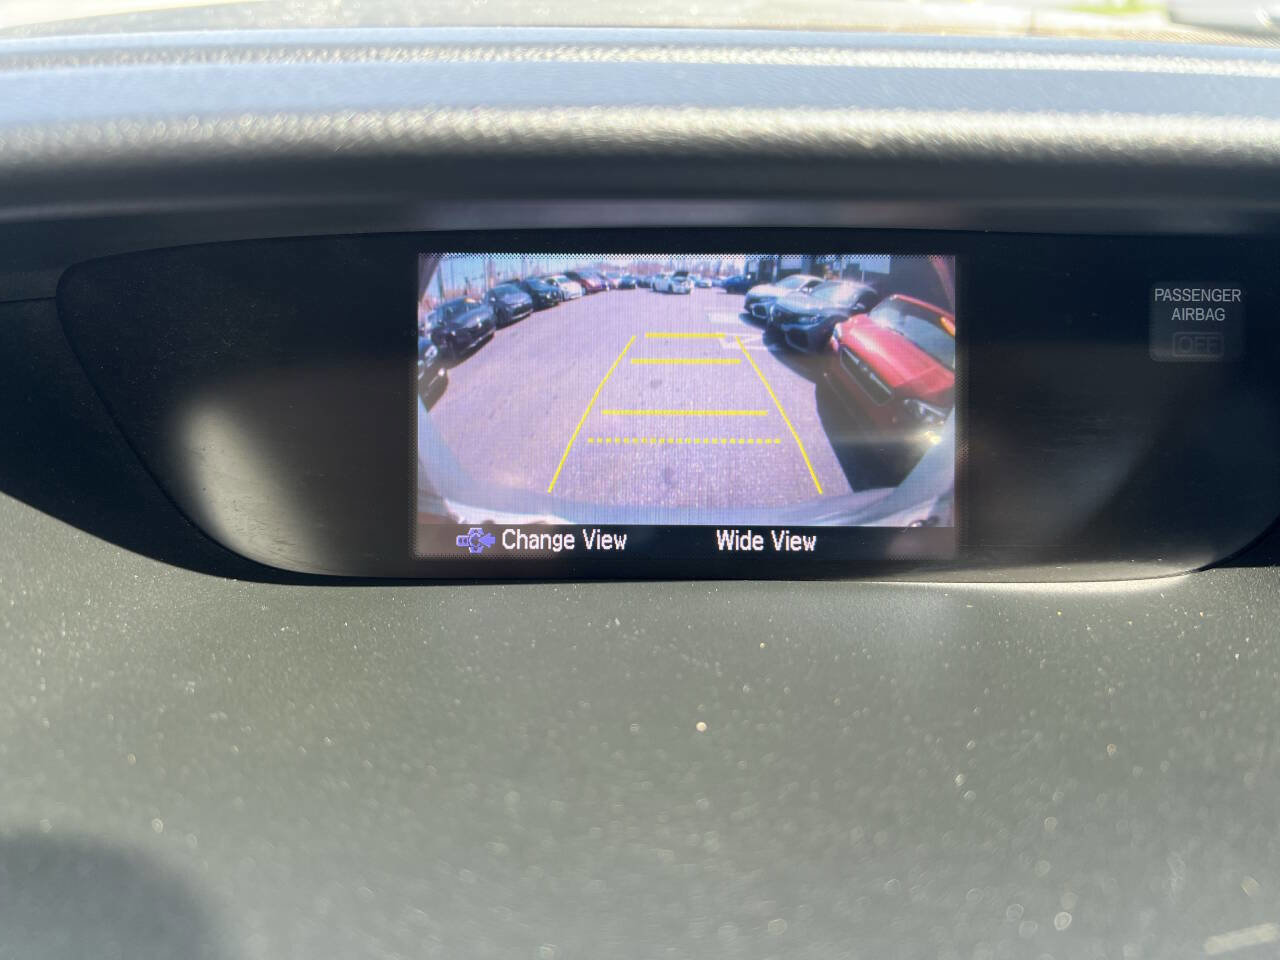 PASSENGER
AIRBAG
OFF
Change View
Wide View